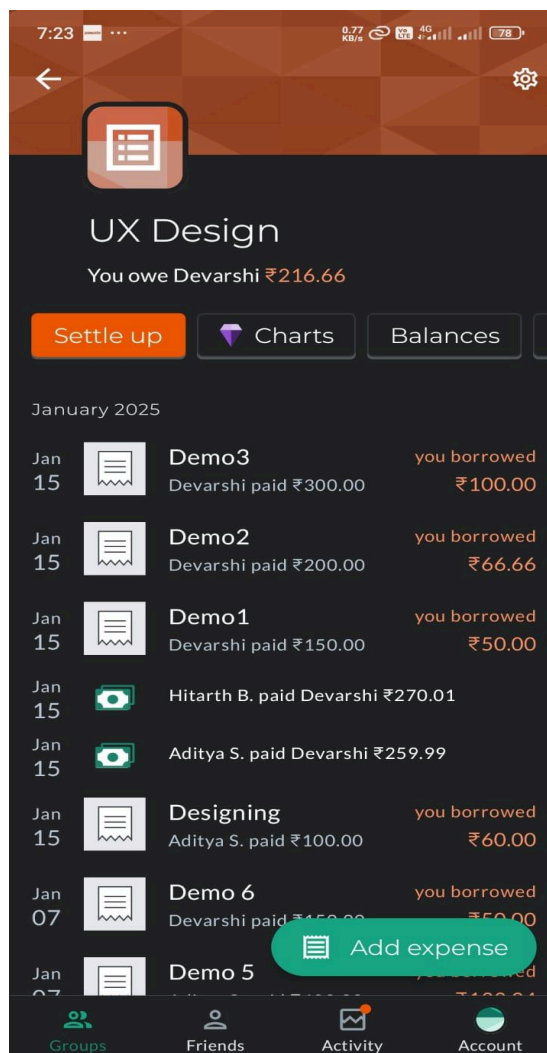 7:23 ...
0.77 KB/s Vo LTE 4G 78
UX Design
You owe Devarshi ₹216.66
Settle up
Charts
Balances
January 2025
Jan 15 Demo3 you borrowed
Devarshi paid ₹300.00 ₹100.00
Jan 15 Demo2 you borrowed
Devarshi paid ₹200.00 ₹66.66
Jan 15 Demo1 you borrowed
Devarshi paid ₹150.00 ₹50.00
Jan 15 Hitarth B. paid Devarshi ₹270.01
Jan 15 Aditya S. paid Devarshi ₹259.99
Jan 15 Designing you borrowed
Aditya S. paid ₹100.00 ₹60.00
Jan 07 Demo 6 you borrowed
Devarshi paid
Add expense
Jan Demo 5
Groups
Friends
Activity
Account